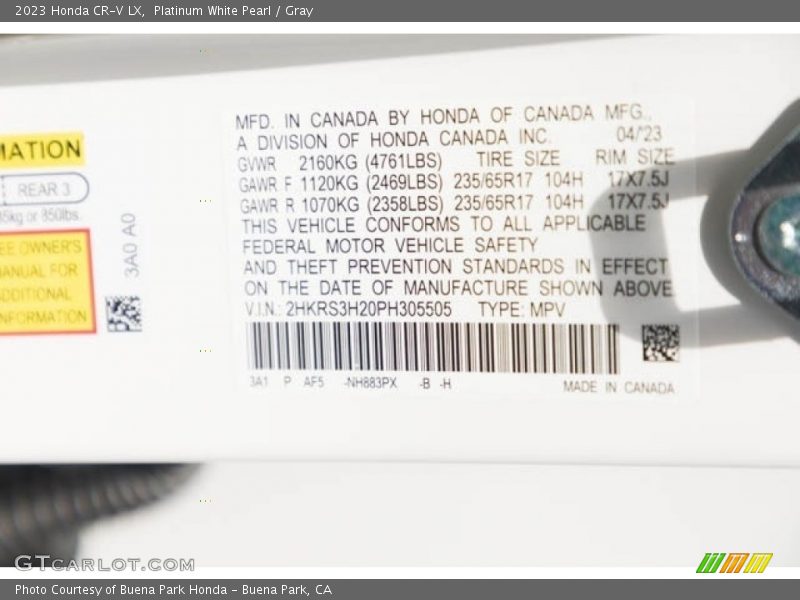 2023 Honda CR-V LX,  Platinum White Pearl / Gray
MATION
REAR 3
85kg or 850lbs.
EE OWNER'S
MANUAL FOR
ADDITIONAL
INFORMATION
3A0 A0
MFD. IN CANADA BY HONDA OF CANADA MFG.,
A DIVISION OF HONDA CANADA INC. 04/23
GVWR 2160KG (4761LBS) TIRE SIZE RIM SIZE
GAWR F 1120KG (2469LBS) 235/65R17 104H 17X7.5J
GAWR R 1070KG (2358LBS) 235/65R17 104H 17X7.5J
THIS VEHICLE CONFORMS TO ALL APPLICABLE
FEDERAL MOTOR VEHICLE SAFETY
AND THEFT PREVENTION STANDARDS IN EFFECT
ON THE DATE OF MANUFACTURE SHOWN ABOVE
V.I.N.: 2HKRS3H20PH305505 TYPE: MPV
3A1 P AF5 -NH883PX -B -H
MADE IN CANADA
GTCARLOT.COM
Photo Courtesy of Buena Park Honda - Buena Park, CA